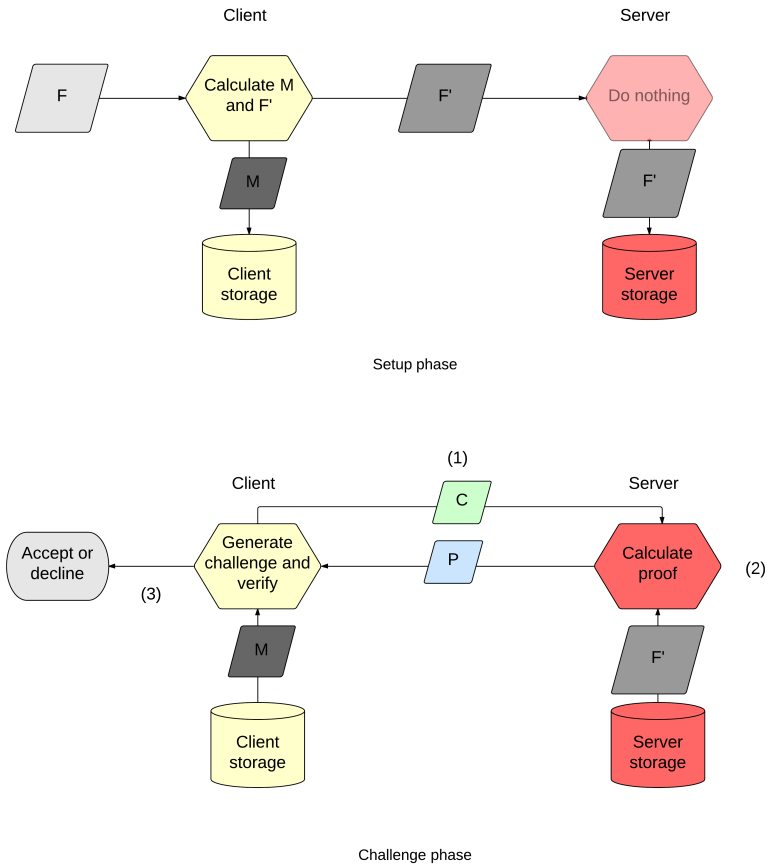 Client
Server
F
Calculate M
and F'
F'
Do nothing
M
F'
Client
storage
Server
storage
Setup phase
(1)
Client
Server
C
Accept or
decline
Generate
challenge and
verify
P
Calculate
proof
(2)
(3)
M
F'
Client
storage
Server
storage
Challenge phase